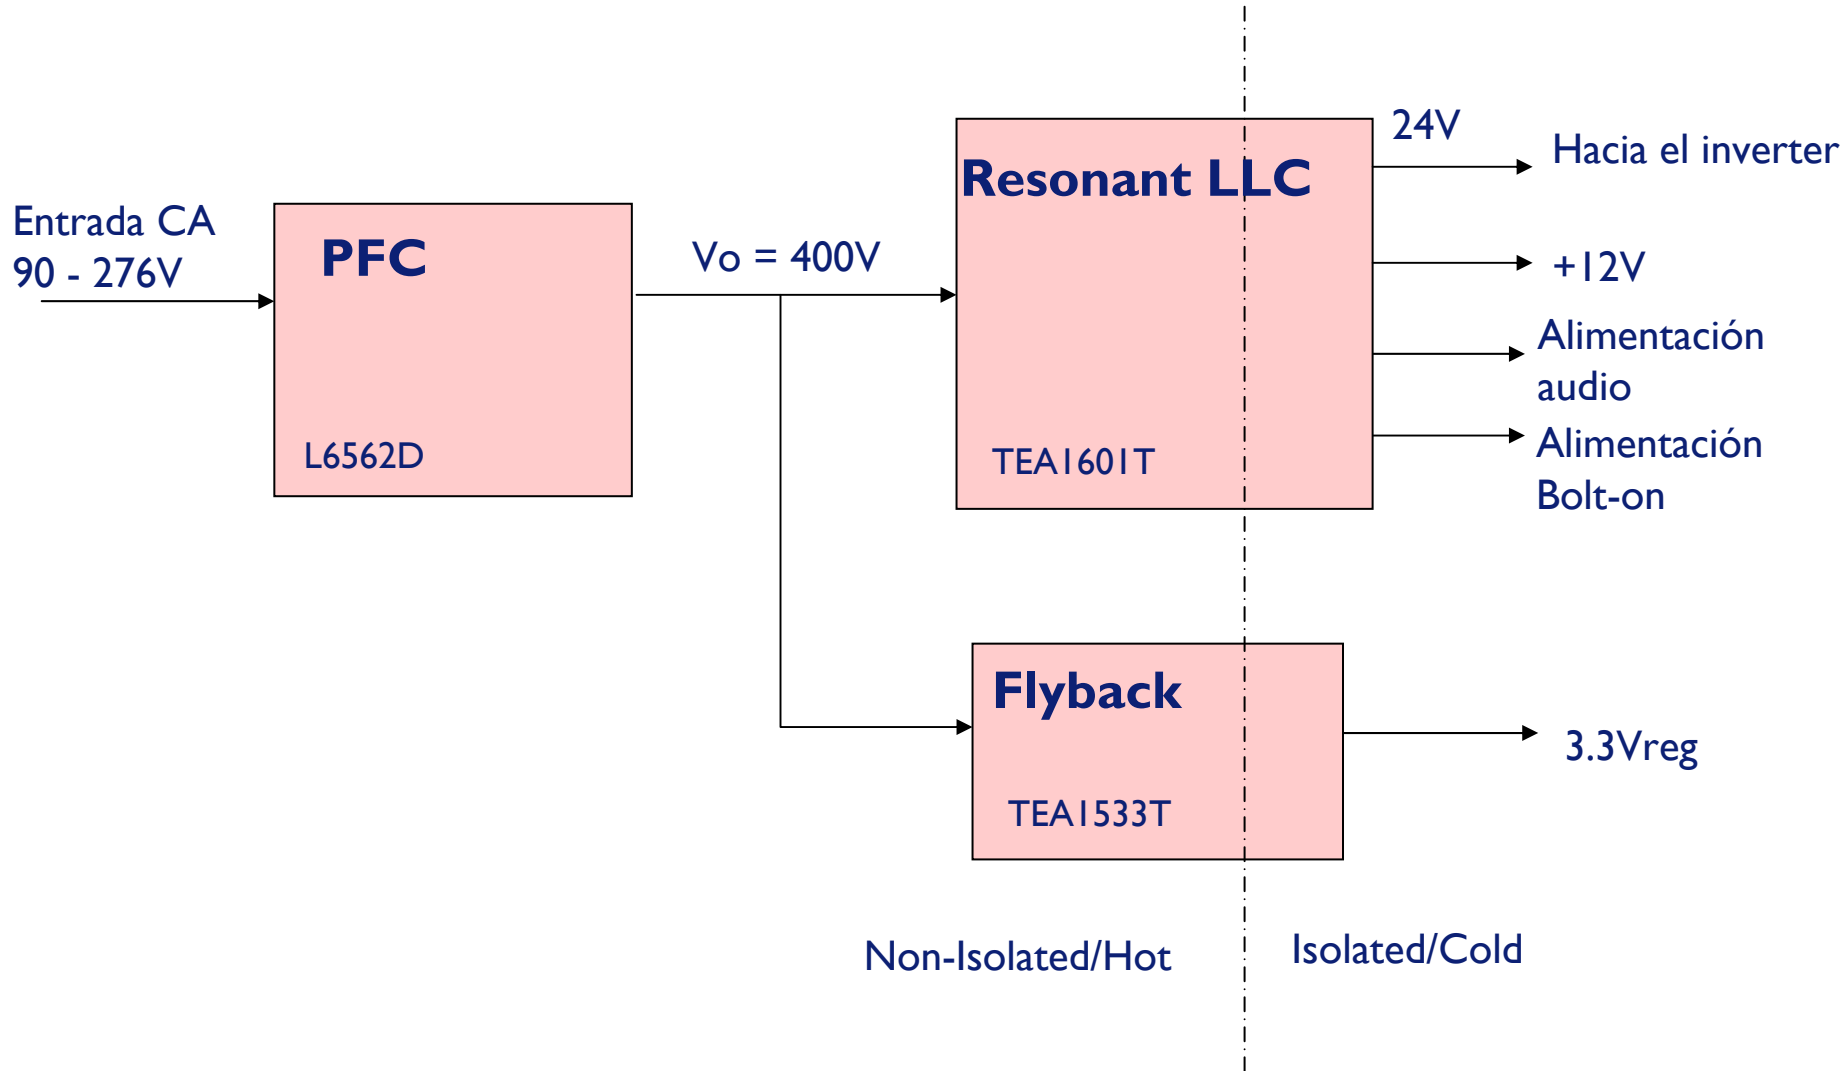 Entrada CA
90 - 276V
PFC
L6562D
Vo = 400V
Resonant LLC
TEA1601T
24V
Hacia el inverter
+12V
Alimentación
audio
Alimentación
Bolt-on
Flyback
TEA1533T
3.3Vreg
Non-Isolated/Hot
Isolated/Cold